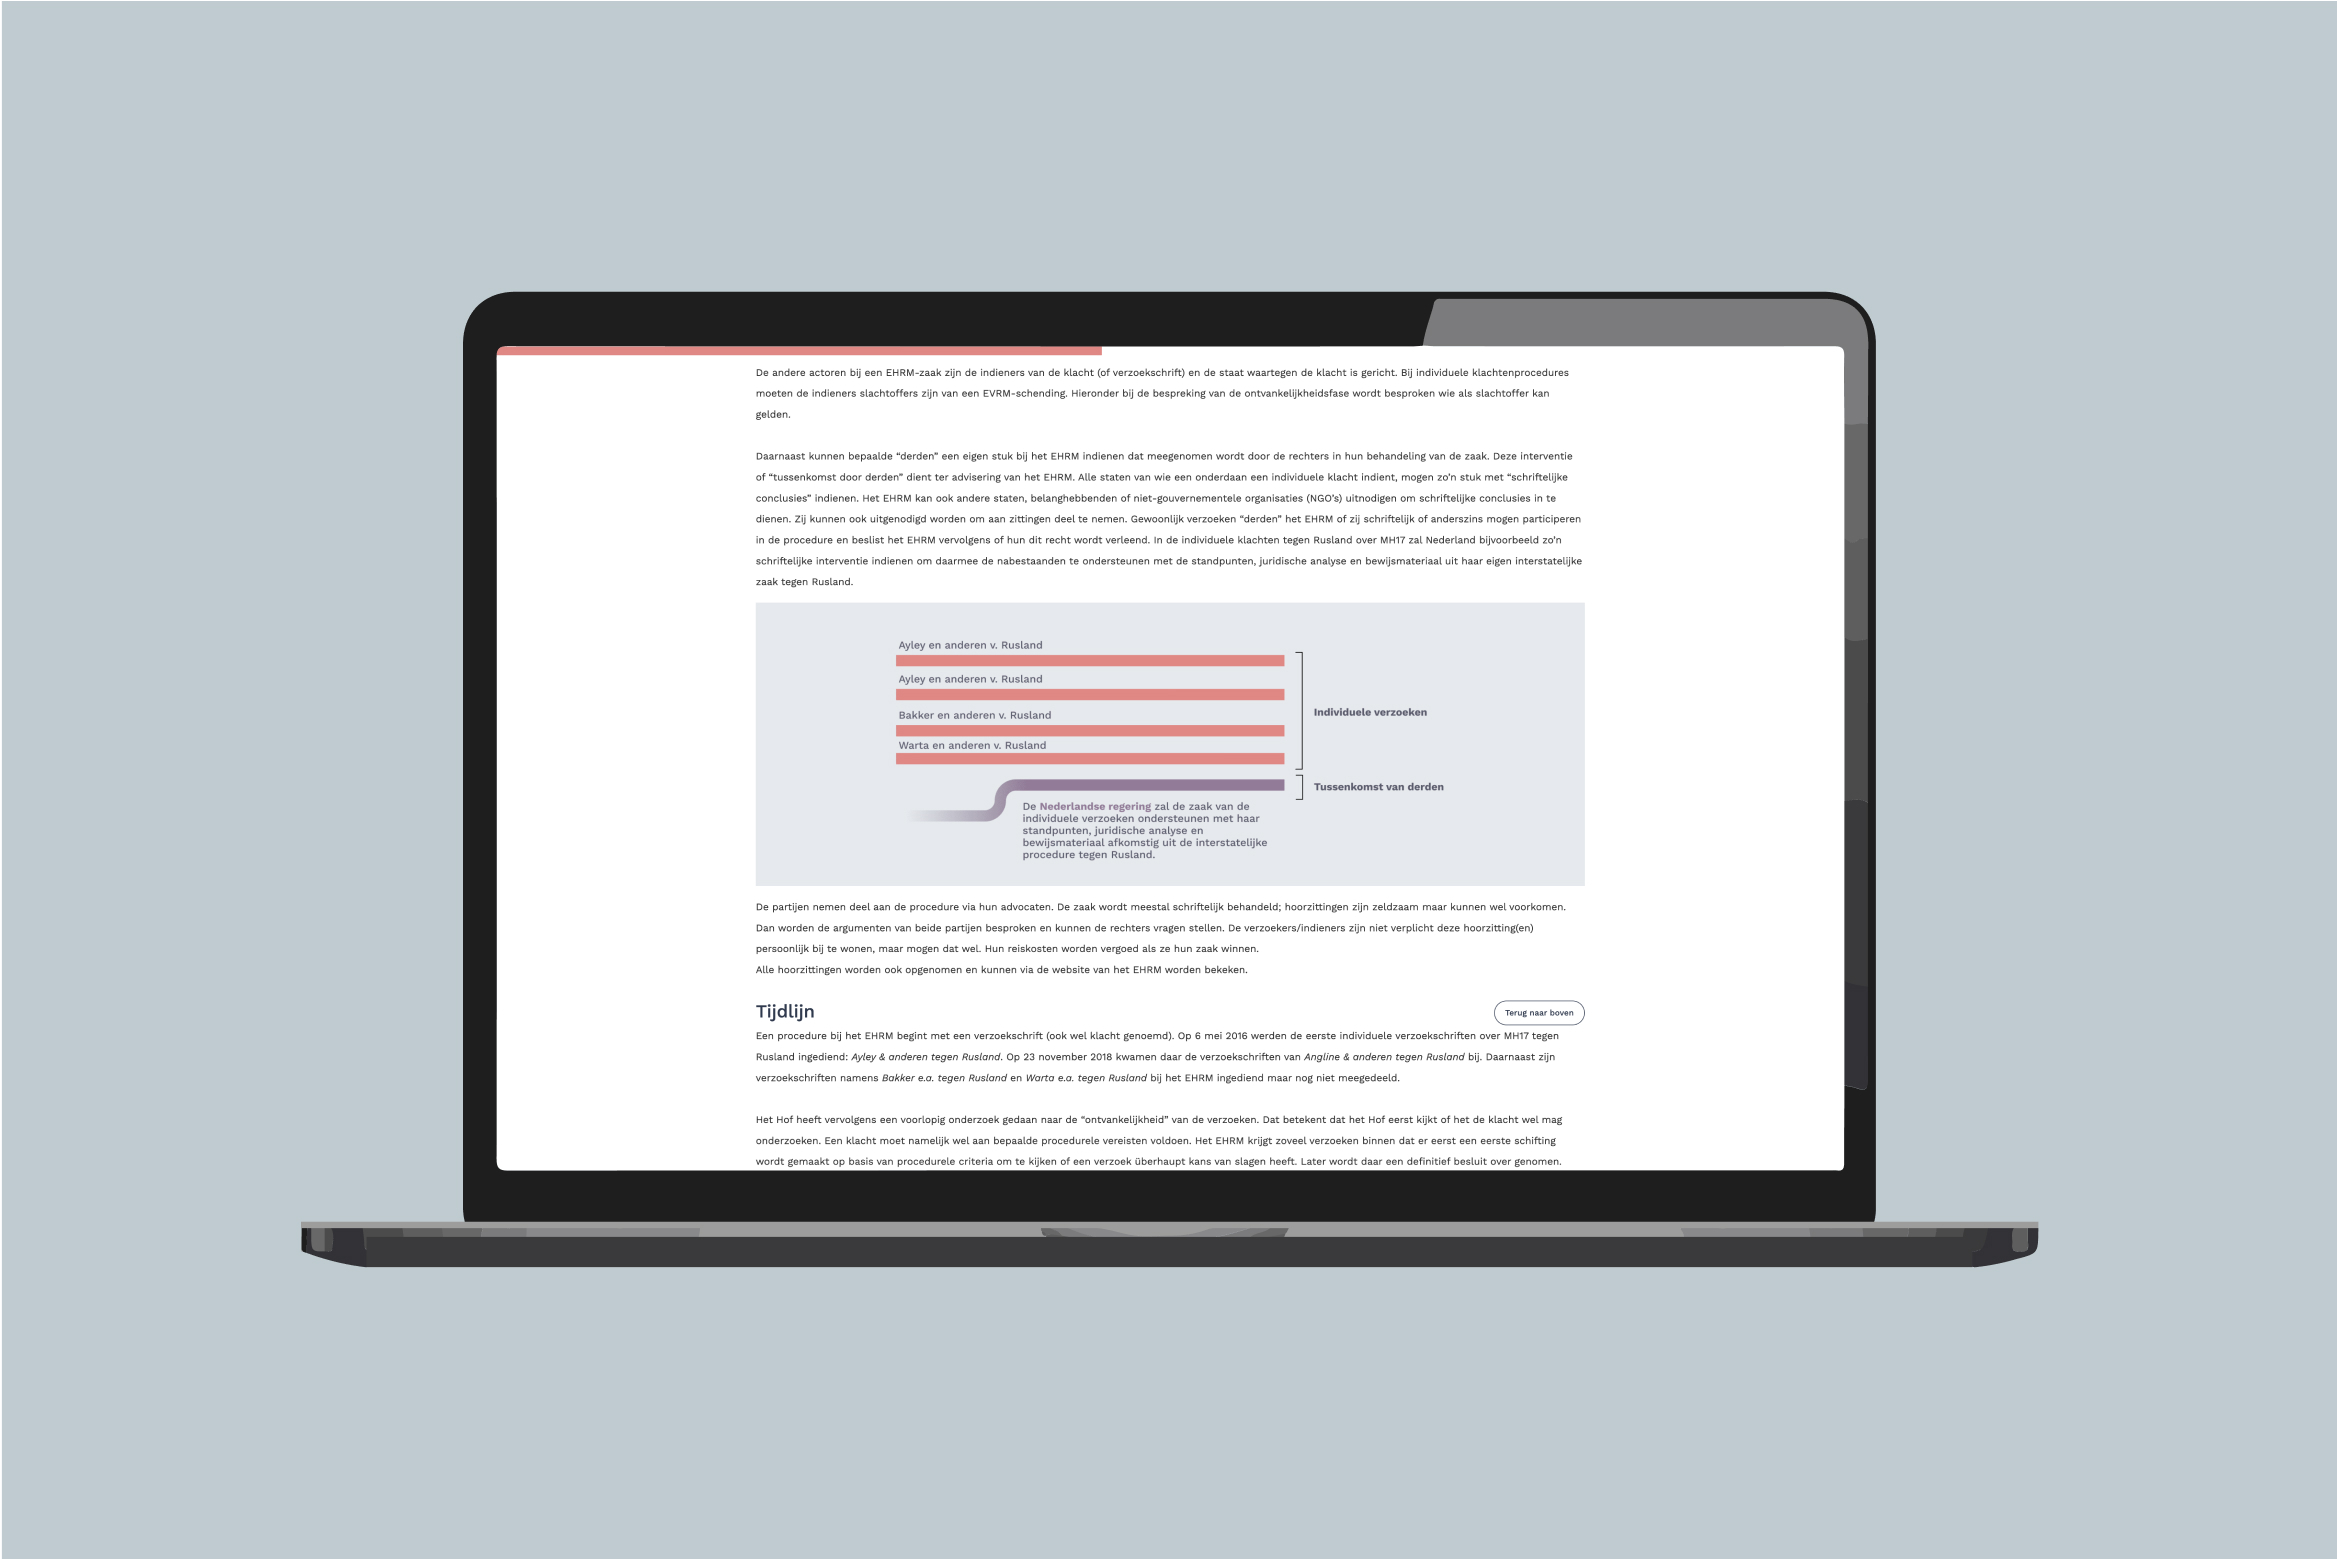 De andere actoren bij een EHRM-zaak zijn de indieners van de klacht (of verzoekschrift) en de staat waartegen de klacht is gericht. Bij individuele klachtenprocedures
moeten de indieners slachtoffers zijn van een EVRM-schending. Hieronder bij de bespreking van de ontvankelijkheidsfase wordt besproken wie als slachtoffer kan
gelden.
Daarnaast kunnen bepaalde “derden” een eigen stuk bij het EHRM indienen dat meegenomen wordt door de rechters in hun behandeling van de zaak. Deze interventie
of “tussenkomst door derden” dient ter advisering van het EHRM. Alle staten van wie een onderdaan een individuele klacht indient, mogen zo’n stuk met “schriftelijke
conclusies” indienen. Het EHRM kan ook andere staten, belanghebbenden of niet-gouvernementele organisaties (NGO’s) uitnodigen om schriftelijke conclusies in te
dienen. Zij kunnen ook uitgenodigd worden om aan zittingen deel te nemen. Gewoonlijk verzoeken “derden” het EHRM of zij schriftelijk of anderszins mogen participeren
in de procedure en beslist het EHRM vervolgens of hun dit recht wordt verleend. In de individuele klachten tegen Rusland over MH17 zal Nederland bijvoorbeeld zo’n
schriftelijke interventie indienen om daarmee de nabestaanden te ondersteunen met de standpunten, juridische analyse en bewijsmateriaal uit haar eigen interstatelijke
zaak tegen Rusland.
Ayley en anderen v. Rusland
Ayley en anderen v. Rusland
Bakker en anderen v. Rusland
Warta en anderen v. Rusland
Individuele verzoeken
Tussenkomst van derden
De Nederlandse regering zal de zaak van de
individuele verzoeken ondersteunen met haar
standpunten, juridische analyse en
bewijsmateriaal afkomstig uit de interstatelijke
procedure tegen Rusland.
De partijen nemen deel aan de procedure via hun advocaten. De zaak wordt meestal schriftelijk behandeld; hoorzittingen zijn zeldzaam maar kunnen wel voorkomen.
Dan worden de argumenten van beide partijen besproken en kunnen de rechters vragen stellen. De verzoekers/indieners zijn niet verplicht deze hoorzitting(en)
persoonlijk bij te wonen, maar mogen dat wel. Hun reiskosten worden vergoed als ze hun zaak winnen.
Alle hoorzittingen worden ook opgenomen en kunnen via de website van het EHRM worden bekeken.
Tijdlijn
Terug naar boven
Een procedure bij het EHRM begint met een verzoekschrift (ook wel klacht genoemd). Op 6 mei 2016 werden de eerste individuele verzoekschriften over MH17 tegen
Rusland ingediend: Ayley & anderen tegen Rusland. Op 23 november 2018 kwamen daar de verzoekschriften van Angline & anderen tegen Rusland bij. Daarnaast zijn
verzoekschriften namens Bakker e.a. tegen Rusland en Warta e.a. tegen Rusland bij het EHRM ingediend maar nog niet meegedeeld.
Het Hof heeft vervolgens een voorlopig onderzoek gedaan naar de “ontvankelijkheid” van de verzoeken. Dat betekent dat het Hof eerst kijkt of het de klacht wel mag
onderzoeken. Een klacht moet namelijk wel aan bepaalde procedurele vereisten voldoen. Het EHRM krijgt zoveel verzoeken binnen dat er eerst een eerste schifting
wordt gemaakt op basis van procedurele criteria om te kijken of een verzoek überhaupt kans van slagen heeft. Later wordt daar een definitief besluit over genomen.